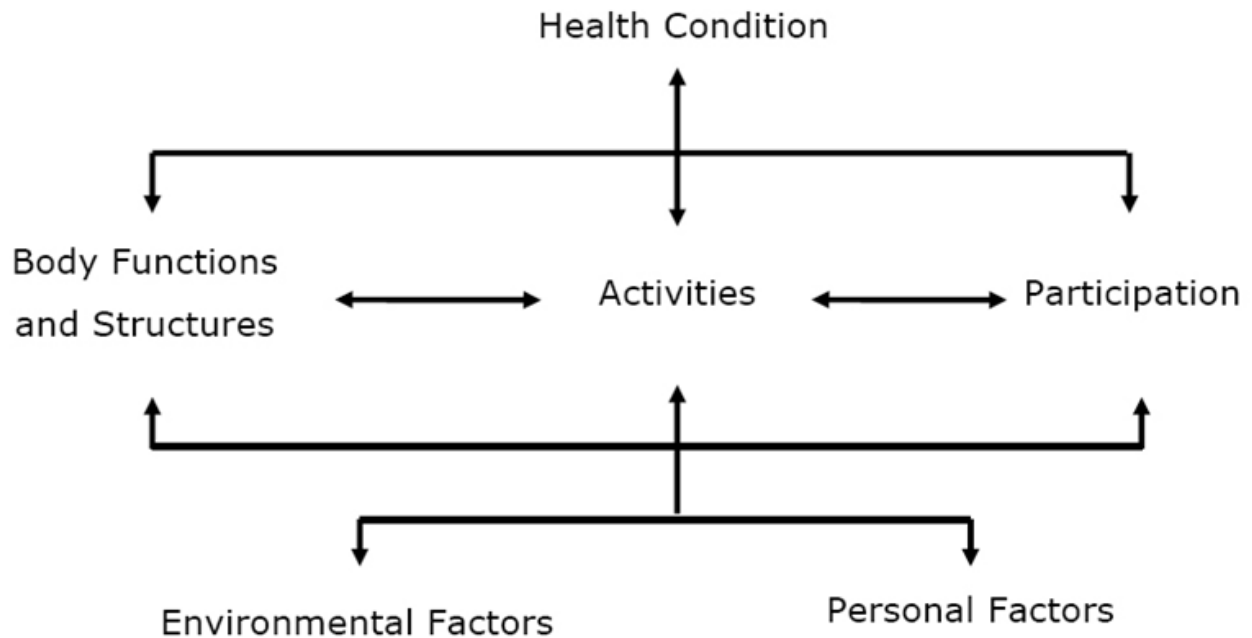 Health Condition
Body Functions
and Structures
Activities
Participation
Environmental Factors
Personal Factors